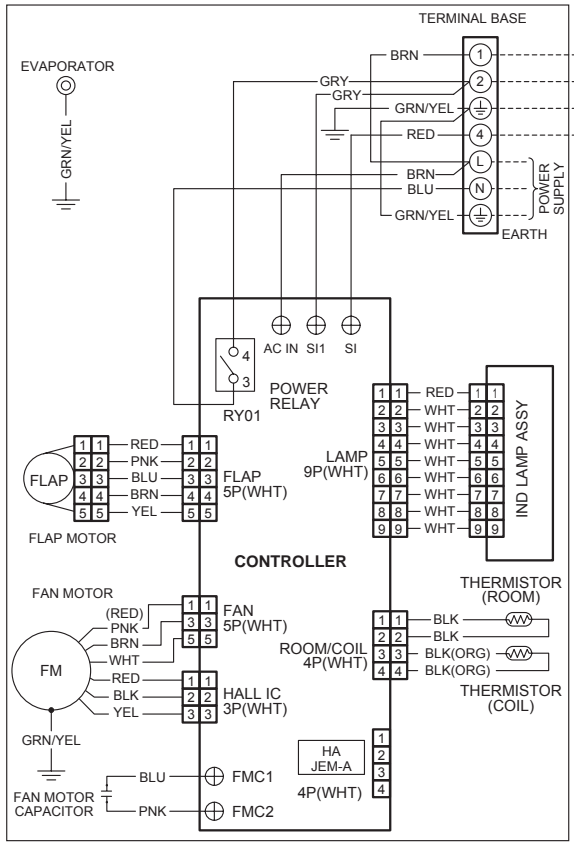 TERMINAL BASE
BRN 1
EVAPORATOR
GRY 2
GRY
GRN/YEL
GRN/YEL
RED 4
BRN L
BLU N
GRN/YEL
POWER
SUPPLY
EARTH
AC IN SI1 SI
4
3
POWER
RELAY
RY01
FLAP
FLAP MOTOR
1 1 RED 1 1
2 2 PNK 2 2
3 3 BLU 3 3
4 4 BRN 4 4
5 5 YEL 5 5
FLAP
5P(WHT)
LAMP
9P(WHT)
1 1 RED 1 1
2 2 WHT 2 2
3 3 WHT 3 3
4 4 WHT 4 4
5 5 WHT 5 5
6 6 WHT 6 6
7 7 WHT 7 7
8 8 WHT 8 8
9 9 WHT 9 9
IND LAMP ASSY
CONTROLLER
FAN MOTOR
FM
(RED)
PNK 1 1
BRN 3 3
WHT 5 5
FAN
5P(WHT)
RED 1 1
BLK 2 2
YEL 3 3
HALL IC
3P(WHT)
GRN/YEL
THERMISTOR
(ROOM)
ROOM/COIL
4P(WHT)
1 1 BLK
2 2 BLK
3 3 BLK(ORG)
4 4 BLK(ORG)
THERMISTOR
(COIL)
HA
JEM-A
4P(WHT)
1
2
3
4
FAN MOTOR
CAPACITOR
BLU FMC1
PNK FMC2